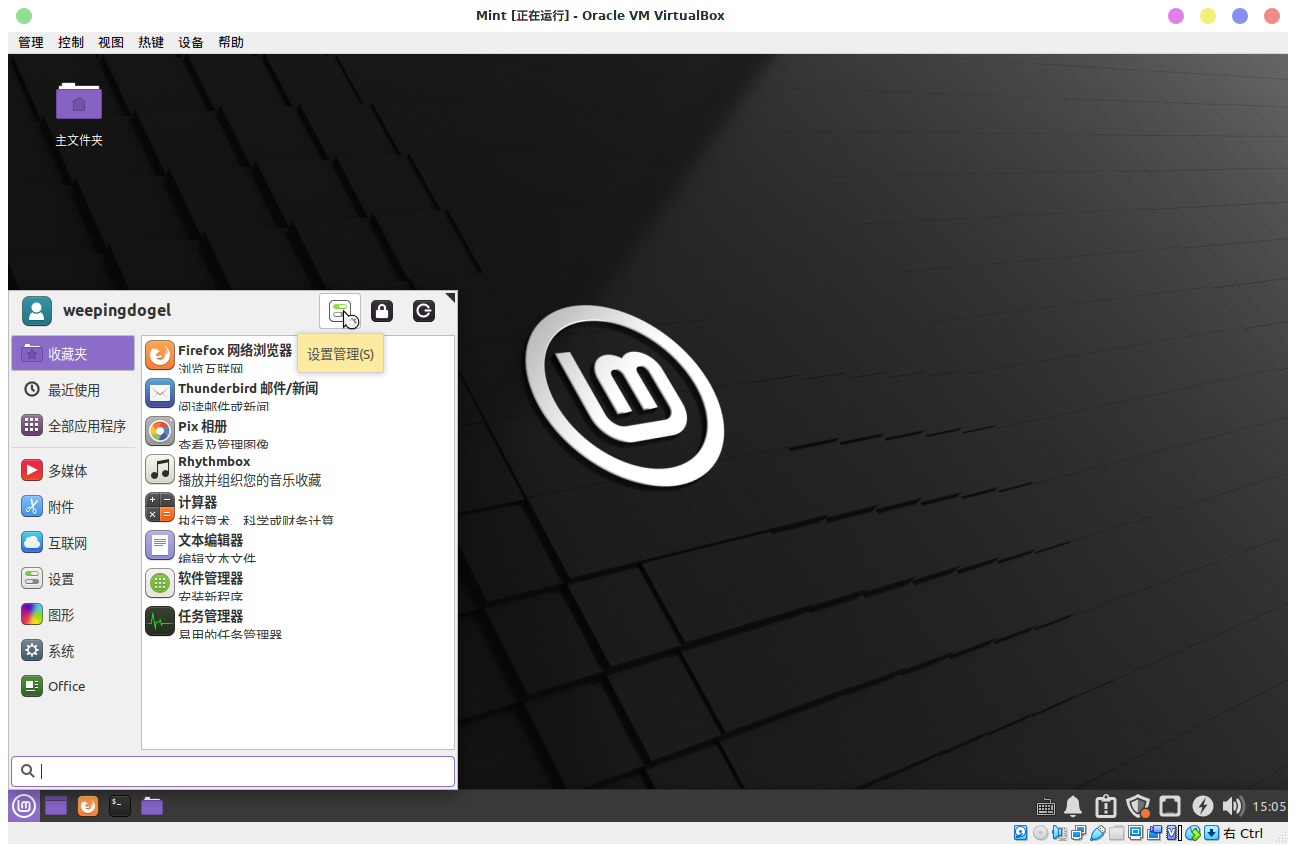 Mint [正在运行] - Oracle VM VirtualBox
管理 控制 视图 热键 设备 帮助
主文件夹
weepingdogel
设置管理(S)
收藏夹
最近使用
全部应用程序
多媒体
附件
互联网
设置
图形
系统
Office
Firefox 网络浏览器
浏览互联网
Thunderbird 邮件/新闻
阅读邮件或新闻
Pix 相册
查看及管理图像
Rhythmbox
播放并组织您的音乐收藏
计算器
执行算术、科学或财务计算
文本编辑器
编辑文本文件
软件管理器
安装新程序
任务管理器
易用的任务管理器
15:05
右 Ctrl